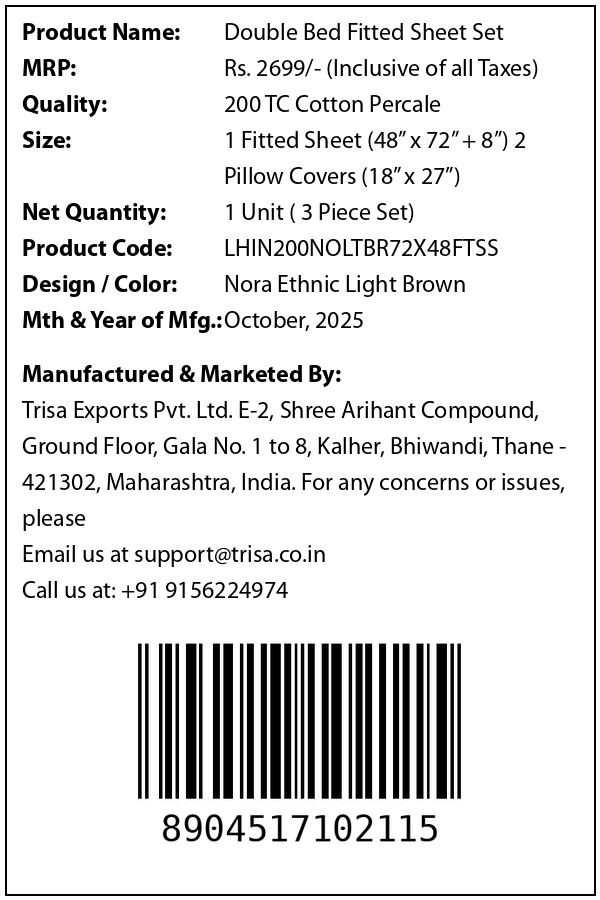 Product Name: Double Bed Fitted Sheet Set
MRP: Rs. 2699/- (Inclusive of all Taxes)
Quality: 200 TC Cotton Percale
Size: 1 Fitted Sheet (48” x 72” + 8”) 2
Pillow Covers (18” x 27”)
Net Quantity: 1 Unit ( 3 Piece Set)
Product Code: LHIN200NOLTBR72X48FTSS
Design / Color: Nora Ethnic Light Brown
Mth & Year of Mfg.: October, 2025
Manufactured & Marketed By:
Trisa Exports Pvt. Ltd. E-2, Shree Arihant Compound,
Ground Floor, Gala No. 1 to 8, Kalher, Bhiwandi, Thane -
421302, Maharashtra, India. For any concerns or issues,
please
Email us at support@trisa.co.in
Call us at: +91 9156224974
8904517102115